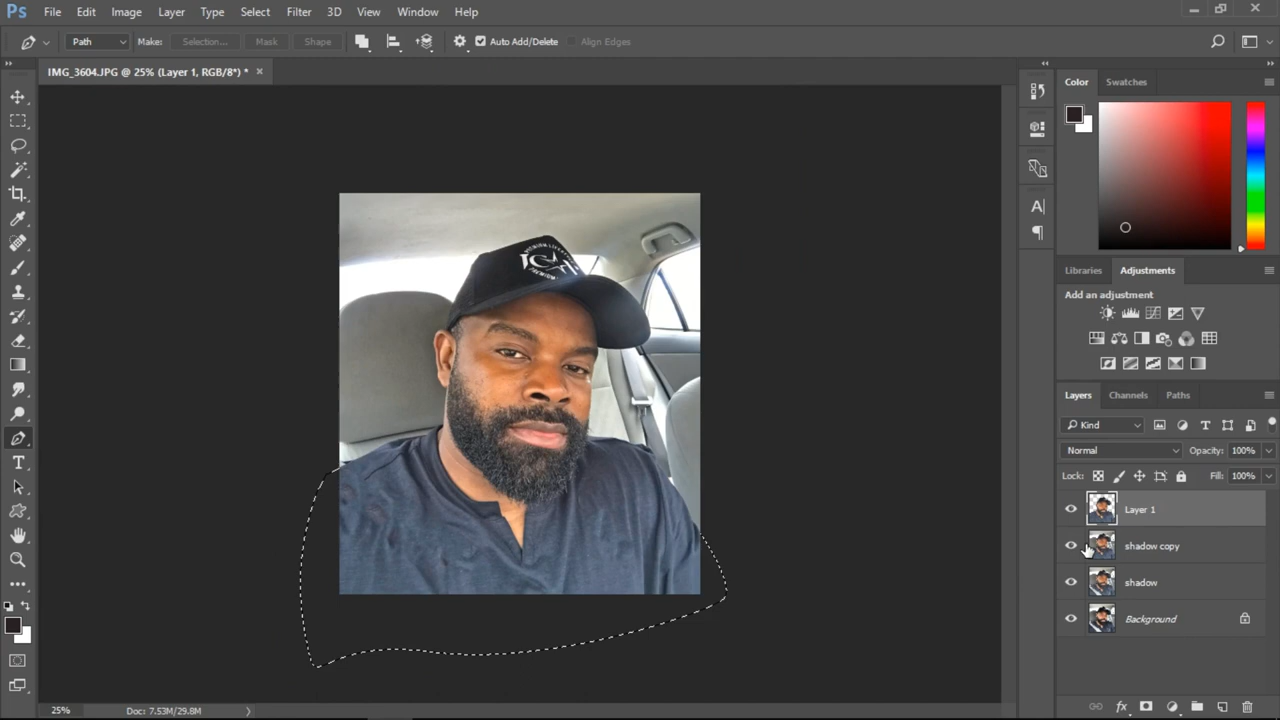 Ps File Edit Image Layer Type Select Filter 3D View Window Help
Path Make: Selection... Mask Shape Auto Add/Delete Align Edges
IMG_3604.JPG @ 25% (Layer 1, RGB/8*) * ×
Color Swatches
Libraries Adjustments
Add an adjustment
Layers Channels Paths
Kind
Normal Opacity: 100%
Lock: Fill: 100%
Layer 1
shadow copy
shadow
Background
25% Doc: 7.53M/29.8M